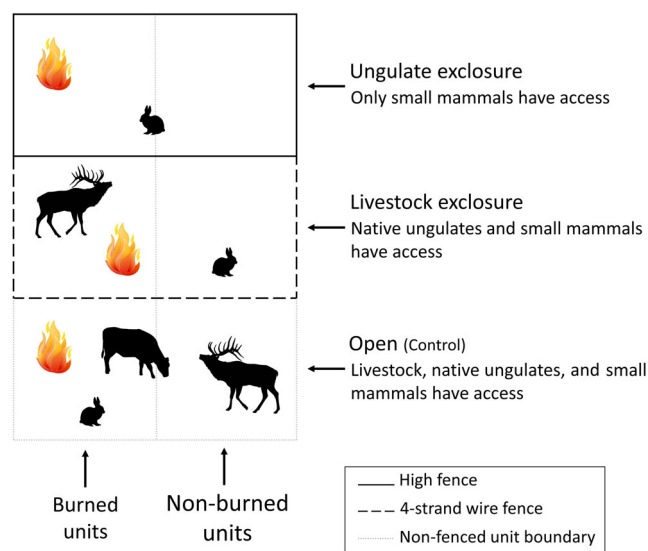 Ungulate exclosure
Only small mammals have access
Livestock exclosure
Native ungulates and small mammals
have access
Open (Control)
Livestock, native ungulates, and small
mammals have access
Burned
units
Non-burned
units
High fence
4-strand wire fence
Non-fenced unit boundary